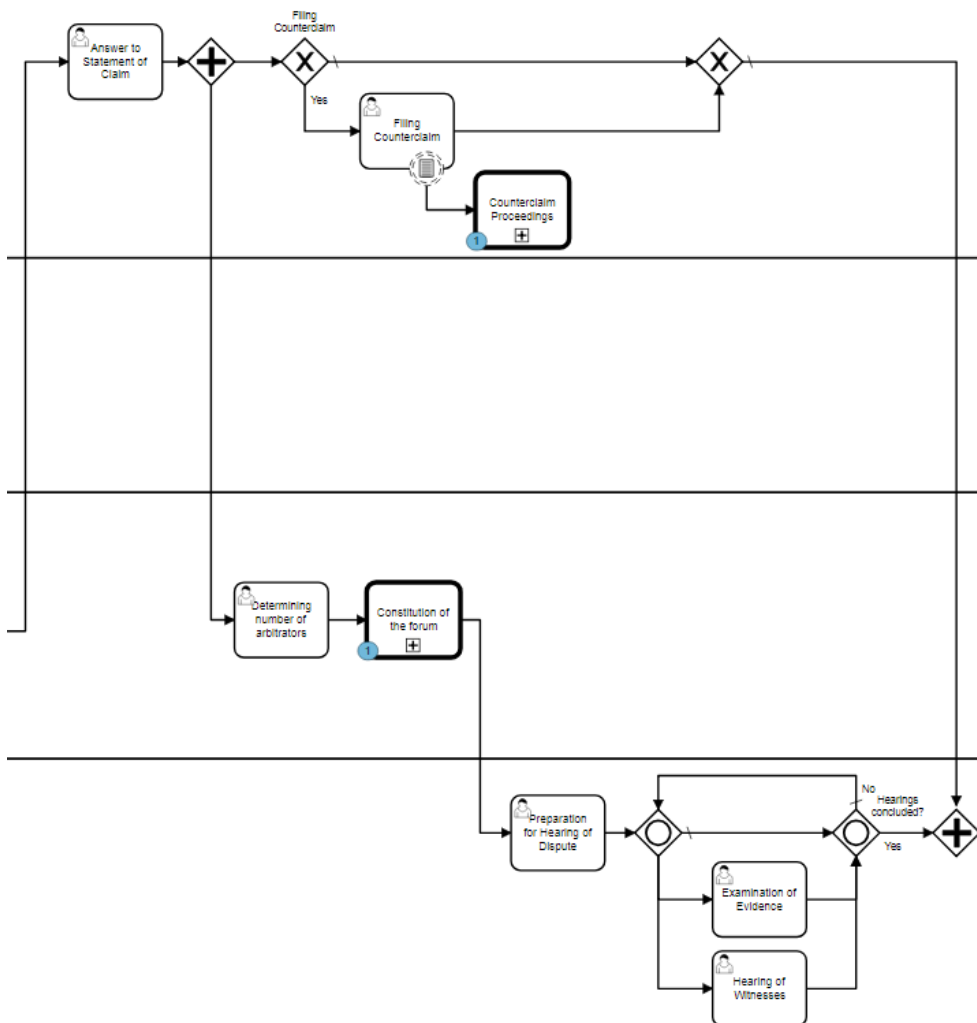 Filing
Counterclaim
Answer to
Statement of
Claim
Yes
Filing
Counterclaim
Counterclaim
Proceedings
1
Determining
number of
arbitrators
Constitution of
the forum
1
Preparation
for Hearing of
Dispute
No
Hearings
concluded?
Yes
Examination of
Evidence
Hearing of
Witnesses